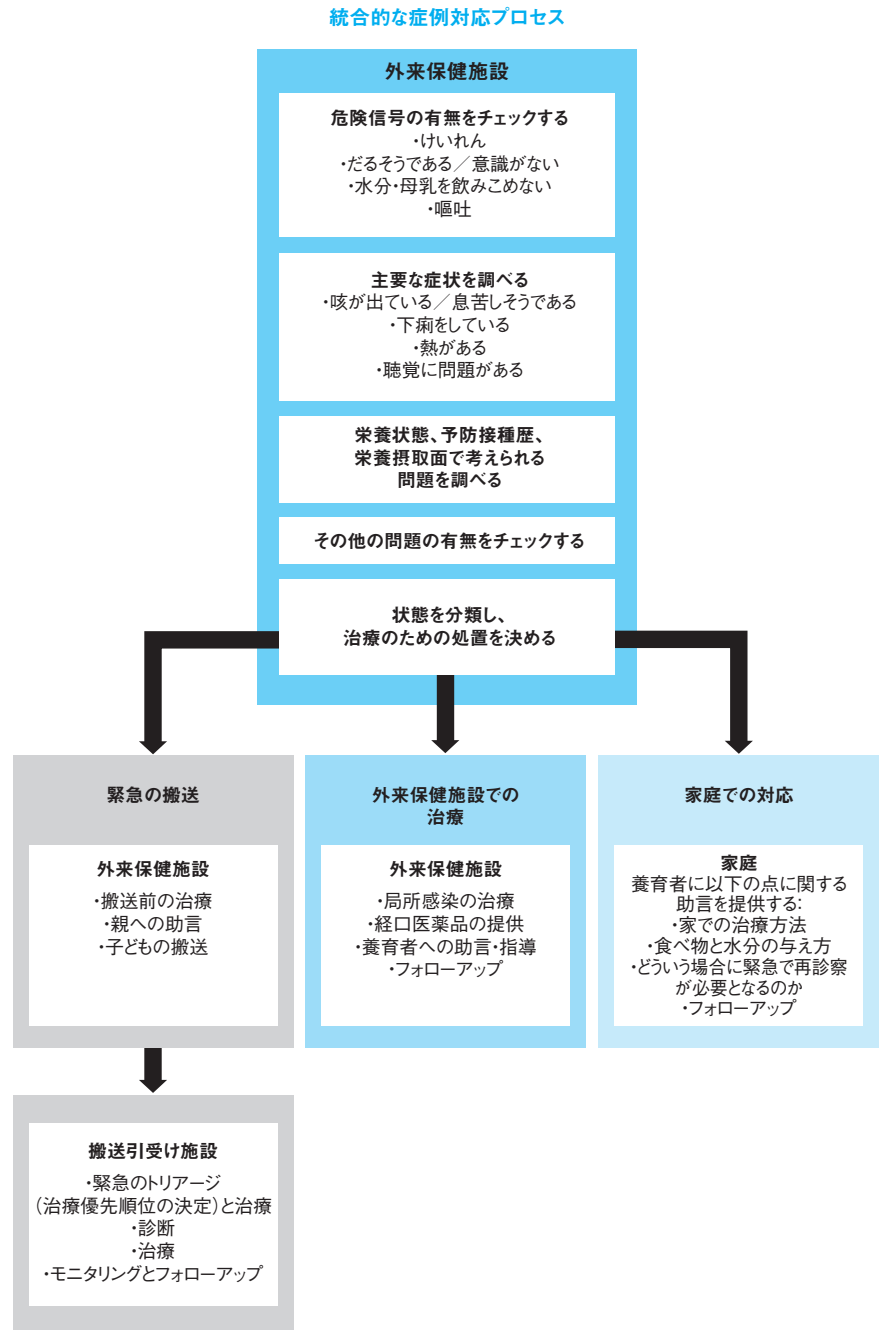 統合的な症例対応プロセス
外来保健施設
危険信号の有無をチェックする
・けいれん
・だるそうである／意識がない
・水分・母乳を飲みこめない
・嘔吐
主要な症状を調べる
・咳が出ている／息苦しそうである
・下痢をしている
・熱がある
・聴覚に問題がある
栄養状態、予防接種歴、
栄養摂取面で考えられる
問題を調べる
その他の問題の有無をチェックする
状態を分類し、
治療のための処置を決める
緊急の搬送
外来保健施設
・搬送前の治療
・親への助言
・子どもの搬送
外来保健施設での
治療
外来保健施設
・局所感染の治療
・経口医薬品の提供
・養育者への助言・指導
・フォローアップ
家庭での対応
家庭
養育者に以下の点に関する
助言を提供する:
・家での治療方法
・食べ物と水分の与え方
・どういう場合に緊急で再診察
が必要となるのか
・フォローアップ
搬送引受け施設
・緊急のトリアージ
(治療優先順位の決定)と治療
・診断
・治療
・モニタリングとフォローアップ